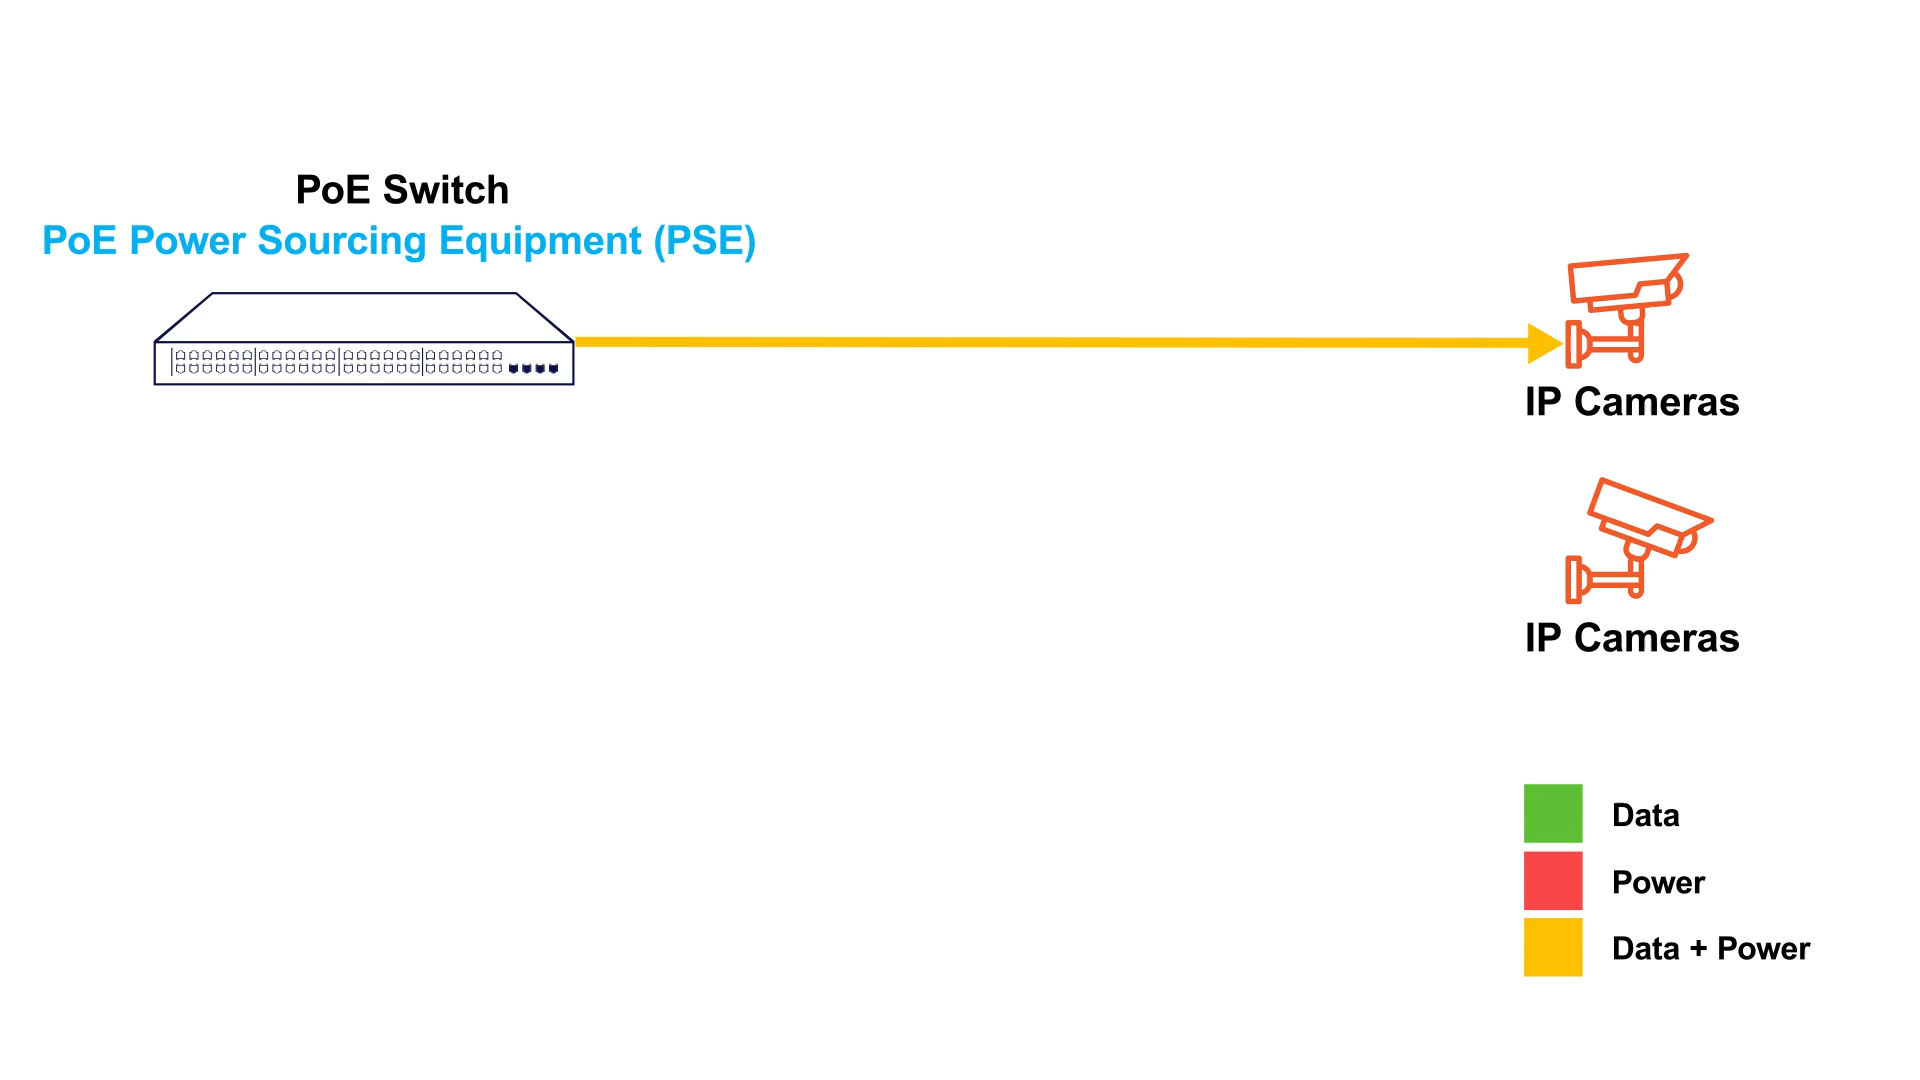 PoE Switch
PoE Power Sourcing Equipment (PSE)
IP Cameras
IP Cameras
Data
Power
Data + Power